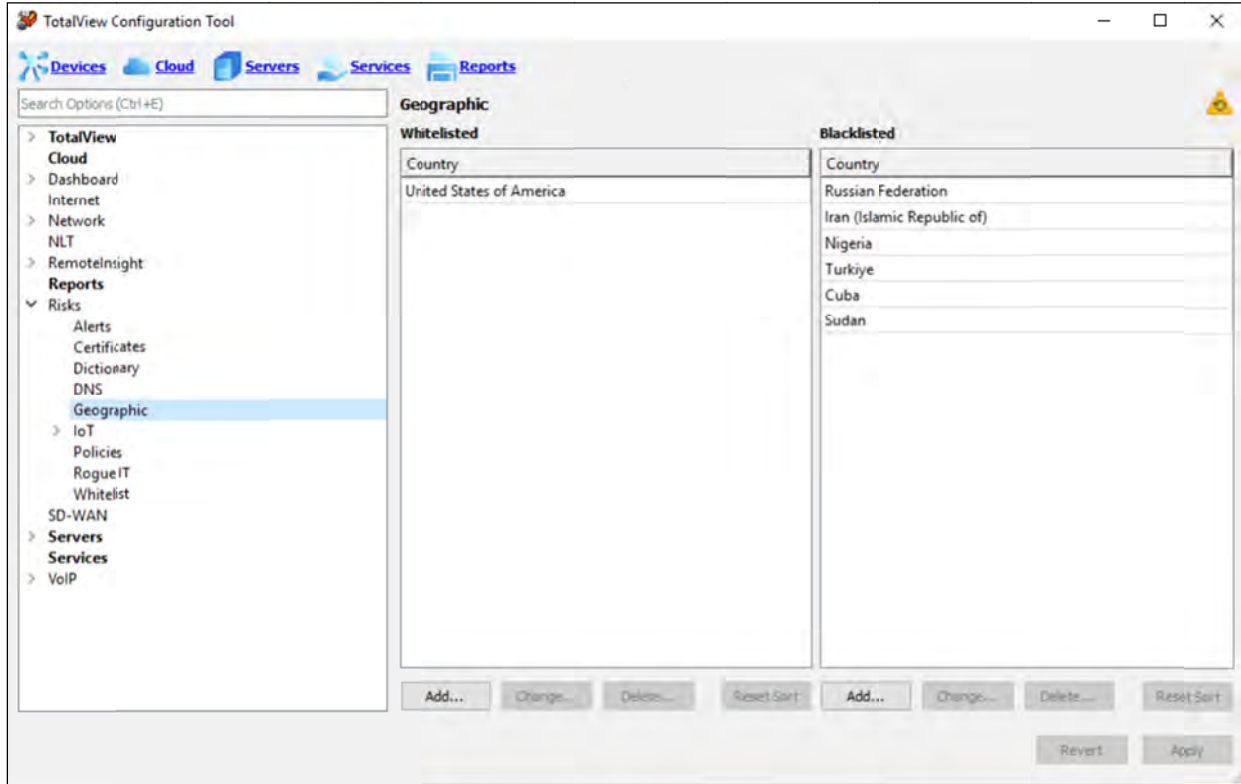 TotalView Configuration Tool
Devices Cloud Servers Services Reports
Search Options (Ctrl+E)
TotalView
Cloud
Dashboard
Internet
Network
NLT
RemoteInsight
Reports
Risks
Alerts
Certificates
Dictionary
DNS
Geographic
IoT
Policies
Rogue IT
Whitelist
SD-WAN
Servers
Services
VoIP
Geographic
Whitelisted
Country
United States of America
Add... Change... Delete... Reset Sort
Blacklisted
Country
Russian Federation
Iran (Islamic Republic of)
Nigeria
Turkiye
Cuba
Sudan
Add... Change... Delete... Reset Sort
Revert Apply